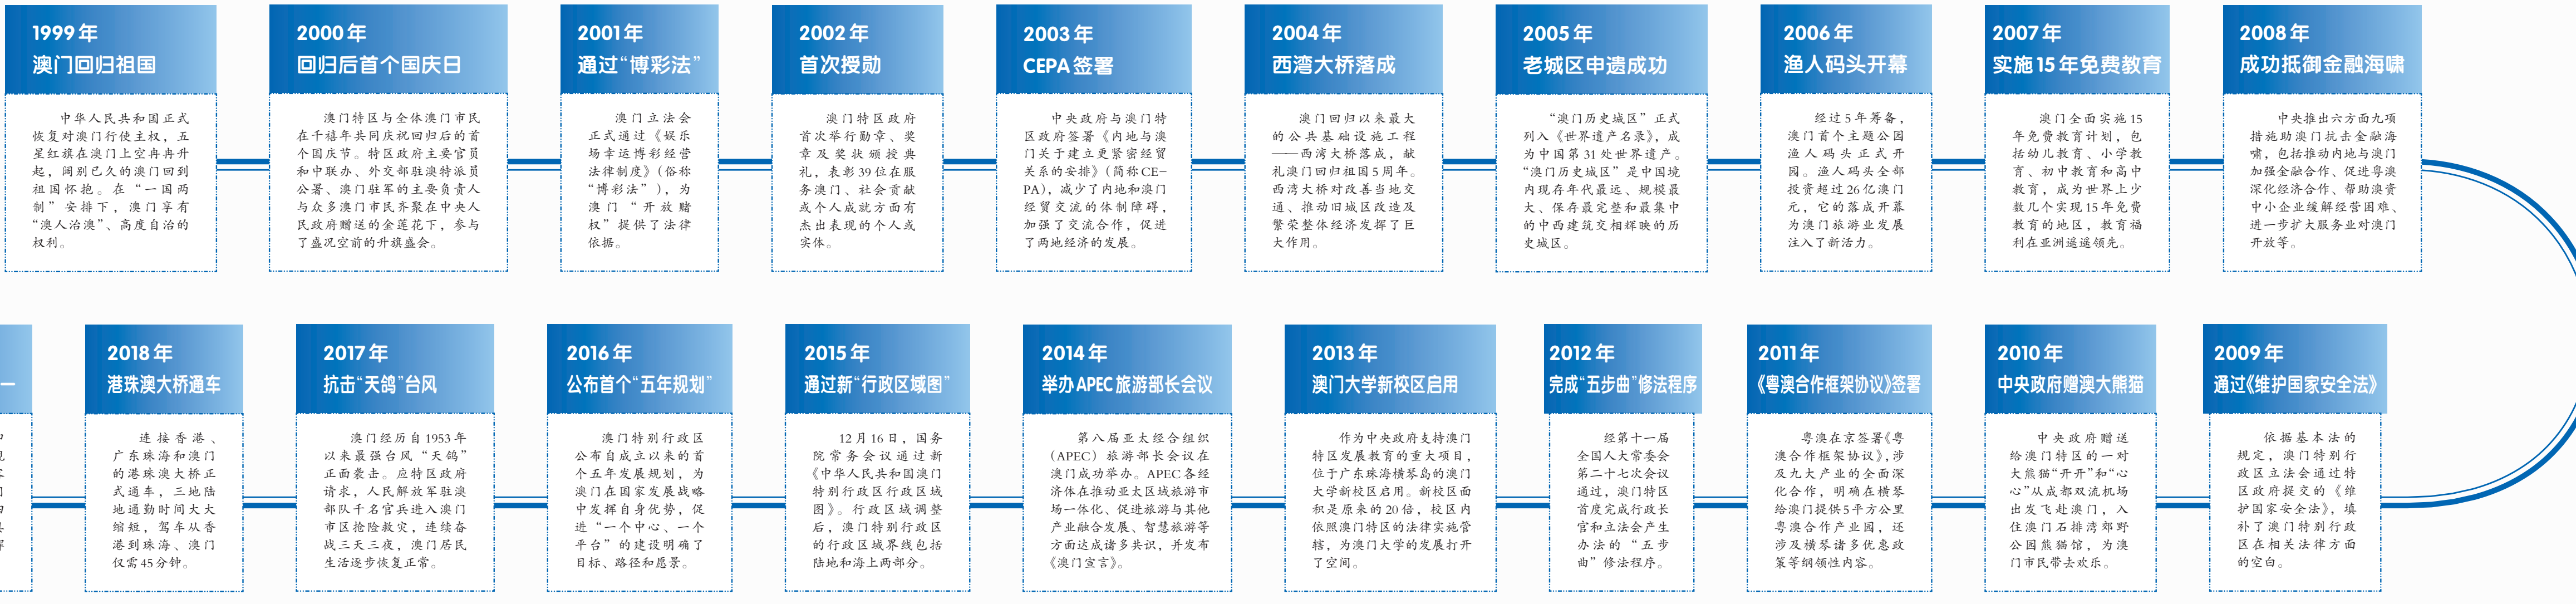 1999年
澳门回归祖国
中华人民共和国正式
恢复对澳门行使主权，五
星红旗在澳门上空冉冉升
起，阔别已久的澳门回到
祖国怀抱。在“一国两
制”安排下，澳门享有
“澳人治澳”、高度自治的
权利。
2000年
回归后首个国庆日
澳门特区与全体澳门市民
在千禧年共同庆祝回归后的首
个国庆节。特区政府主要官员
和中联办、外交部驻澳特派员
公署、澳门驻军的主要负责人
与众多澳门市民齐聚在中央人
民政府赠送的金莲花下，参与
了盛况空前的升旗盛会。
2001年
通过“博彩法”
澳门立法会
正式通过《娱乐
场幸运博彩经营
法律制度》（俗称
“博彩法”），为
澳门“开放赌
权”提供了法律
依据。
2002年
首次授勋
澳门特区政府
首次举行勋章、奖
章及奖状颁授典
礼，表彰39位在服
务澳门、社会贡献
或个人成就方面有
杰出表现的个人或
实体。
2003年
CEPA签署
中央政府与澳门特
区政府签署《内地与澳
门关于建立更紧密经贸
关系的安排》（简称CE-
PA），减少了内地和澳门
经贸交流的体制障碍，
加强了交流合作，促进
了两地经济的发展。
2004年
西湾大桥落成
澳门回归以来最大
的公共基础设施工程
——西湾大桥落成，献
礼澳门回归祖国5周年。
西湾大桥对改善当地交
通、推动旧城区改造及
繁荣整体经济发挥了巨
大作用。
2005年
老城区申遗成功
“澳门历史城区”正式
列入《世界遗产名录》，成
为中国第31处世界遗产。
“澳门历史城区”是中国境
内现存年代最远、规模最
大、保存最完整和最集中
的中西建筑交相辉映的历
史城区。
2006年
渔人码头开幕
经过5年筹备，
澳门首个主题公园
渔人码头正式开
园。渔人码头全部
投资超过26亿澳门
元，它的落成开幕
为澳门旅游业发展
注入了新活力。
2007年
实施15年免费教育
澳门全面实施15
年免费教育计划，包
括幼儿教育、小学教
育、初中教育和高中
教育，成为世界上少
数几个实现15年免费
教育的地区，教育福
利在亚洲遥遥领先。
2008年
成功抵御金融海啸
中央推出六方面九项
措施助澳门抗击金融海
啸，包括推动内地与澳门
加强金融合作、促进粤澳
深化经济合作、帮助澳资
中小企业缓解经营困难、
进一步扩大服务业对澳门
开放等。
2018年
港珠澳大桥通车
连接香港、
广东珠海和澳门
的港珠澳大桥正
式通车，三地陆
地通勤时间大大
缩短，驾车从香
港到珠海、澳门
仅需45分钟。
2017年
抗击“天鸽”台风
澳门经历自1953年
以来最强台风“天鸽”
正面袭击。应特区政府
请求，人民解放军驻澳
部队千名官兵进入澳门
市区抢险救灾，连续奋
战三天三夜，澳门居民
生活逐步恢复正常。
2016年
公布首个“五年规划”
澳门特别行政区
公布自成立以来的首
个五年发展规划，为
澳门在国家发展战略
中发挥自身优势，促
进“一个中心、一个
平台”的建设明确了
目标、路径和愿景。
2015年
通过新“行政区域图”
12月16日，国务
院常务会议通过新
《中华人民共和国澳门
特别行政区行政区域
图》。行政区域调整
后，澳门特别行政区
的行政区域界线包括
陆地和海上两部分。
2014年
举办APEC旅游部长会议
第八届亚太经合组织
（APEC）旅游部长会议在
澳门成功举办。APEC各经
济体在推动亚太区域旅游市
场一体化、促进旅游与其他
产业融合发展、智慧旅游等
方面达成诸多共识，并发布
《澳门宣言》。
2013年
澳门大学新校区启用
作为中央政府支持澳门
特区发展教育的重大项目，
位于广东珠海横琴岛的澳门
大学新校区启用。新校区面
积是原来的20倍，校区内
依照澳门特区的法律实施管
辖，为澳门大学的发展打开
了空间。
2012年
完成“五步曲”修法程序
经第十一届
全国人大常委会
第二十七次会议
通过，澳门特区
首度完成行政长
官和立法会产生
办法的“五步
曲”修法程序。
2011年
《粤澳合作框架协议》签署
粤澳在京签署《粤
澳合作框架协议》，涉
及九大产业的全面深
化合作，明确在横琴
给澳门提供5平方公里
粤澳合作产业园，还
涉及横琴诸多优惠政
策等纲领性内容。
2010年
中央政府赠澳大熊猫
中央政府赠送
给澳门特区的一对
大熊猫“开开”和“心
心”从成都双流机场
出发飞赴澳门，入
住澳门石排湾郊野
公园熊猫馆，为澳
门市民带去欢乐。
2009年
通过《维护国家安全法》
依据基本法的
规定，澳门特别行
政区立法会通过特
区政府提交的《维
护国家安全法》，填
补了澳门特别行政
区在相关法律方面
的空白。